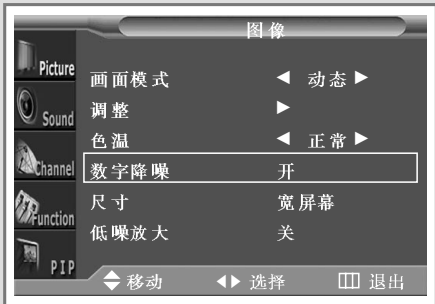 图像
Picture
画面模式 ◀ 动态 ▶
调整 ▶
Sound
色温 ◀ 正常 ▶
Channel
数字降噪 开
尺寸 宽屏幕
Function
低噪放大 关
PIP
移动 选择 退出